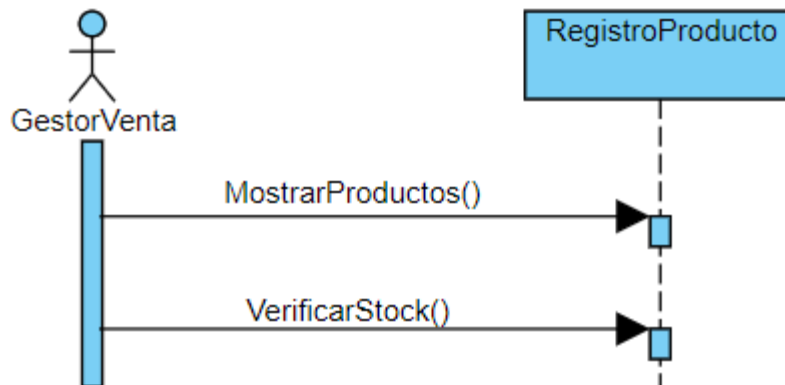 RegistroProducto
GestorVenta
MostrarProductos()
VerificarStock()